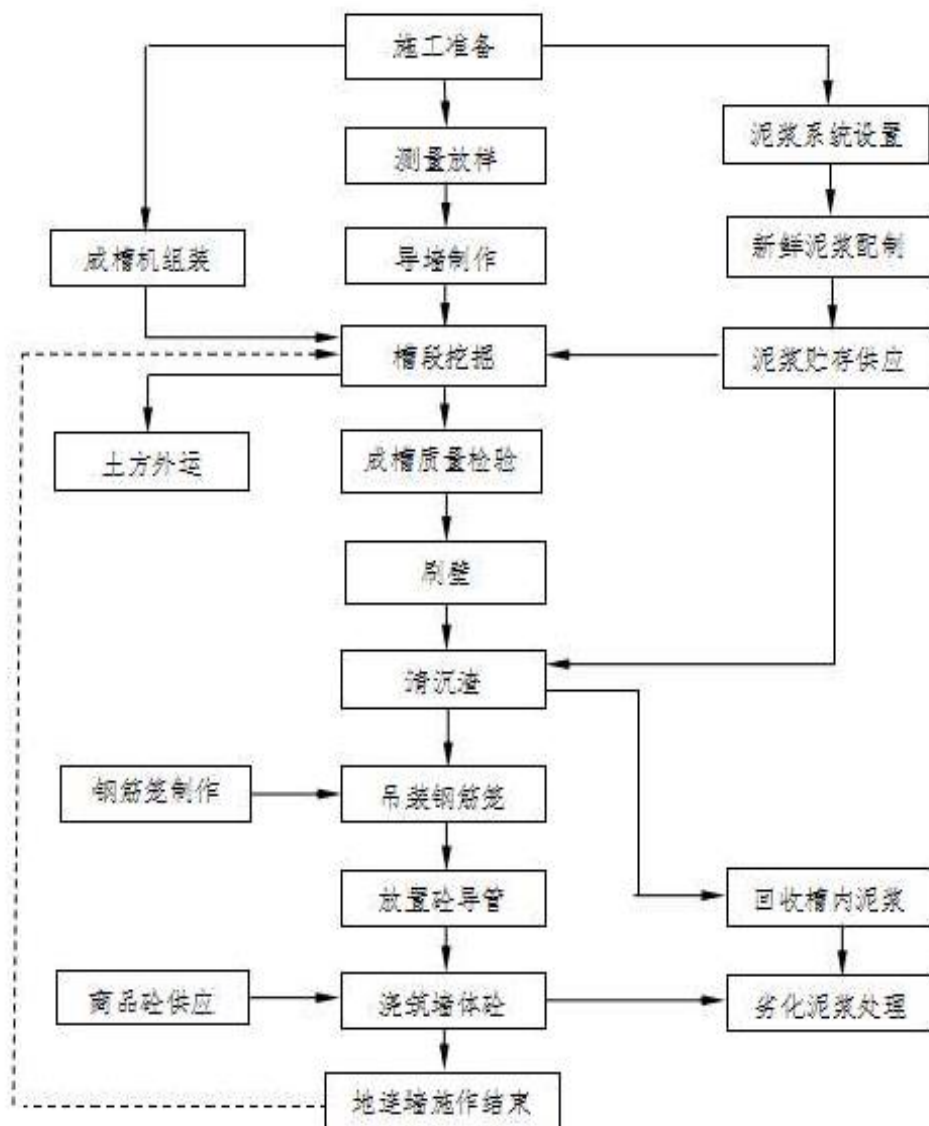 施工准备
泥浆系统设置
测量放样
成槽机组装
导墙制作
新鲜泥浆配制
槽段挖掘
泥浆贮存供应
土方外运
成槽质量检验
刷壁
清沉渣
钢筋笼制作
吊装钢筋笼
放置砼导管
回收槽内泥浆
商品砼供应
浇筑墙体砼
劣化泥浆处理
地连墙施作结束